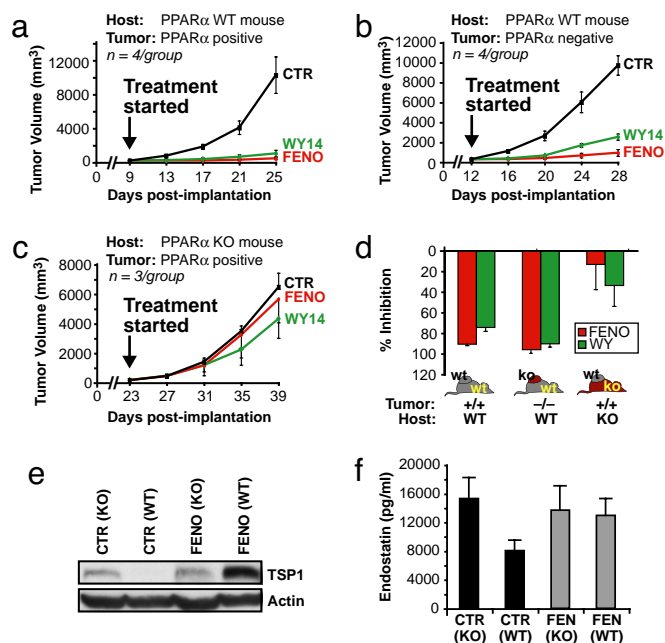 a
Host: PPARα WT mouse
Tumor: PPARα positive
n = 4/group
Tumor Volume (mm3)
12000
8000
4000
0
Treatment
started
CTR
WY14
FENO
0 9 13 17 21 25
Days post-implantation
b
Host: PPARα WT mouse
Tumor: PPARα negative
n = 4/group
Tumor Volume (mm3)
10000
8000
6000
4000
2000
0
Treatment
started
CTR
WY14
FENO
0 12 16 20 24 28
Days post-implantation
c
Host: PPARα KO mouse
Tumor: PPARα positive
n = 3/group
Tumor Volume (mm3)
8000
6000
4000
2000
0
Treatment
started
CTR
FENO
WY14
0 23 27 31 35 39
Days post-implantation
d
% Inhibition
0
20
40
60
80
100
120
FENO
WY
wt wt ko wt wt ko
Tumor: +/+ –/– +/+
Host: WT WT KO
e
CTR (KO)
CTR (WT)
FENO (KO)
FENO (WT)
TSP1
Actin
f
Endostatin (pg/ml)
20000
16000
12000
8000
4000
0
CTR CTR FEN FEN
(KO) (WT) (KO) (WT)